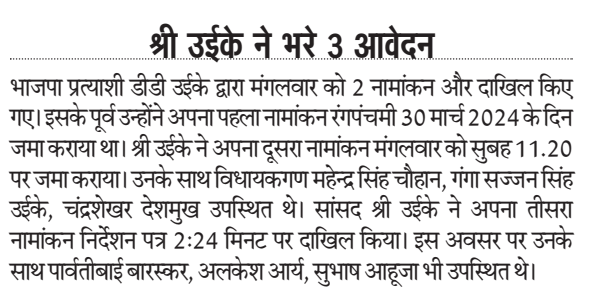 श्री उईके ने भरे 3 आवेदन
भाजपा प्रत्याशी डीडी उईके द्वारा मंगलवार को 2 नामांकन और दाखिल किए
गए। इसके पूर्व उन्होंने अपना पहला नामांकन रंगपंचमी 30 मार्च 2024 के दिन
जमा कराया था। श्री उईके ने अपना दूसरा नामांकन मंगलवार को सुबह 11.20
पर जमा कराया। उनके साथ विधायकगण महेन्द्र सिंह चौहान, गंगा सज्जन सिंह
उईके, चंद्रशेखर देशमुख उपस्थित थे। सांसद श्री उईके ने अपना तीसरा
नामांकन निर्देशन पत्र 2:24 मिनट पर दाखिल किया। इस अवसर पर उनके
साथ पार्वतीबाई बारस्कर, अलकेश आर्य, सुभाष आहूजा भी उपस्थित थे।